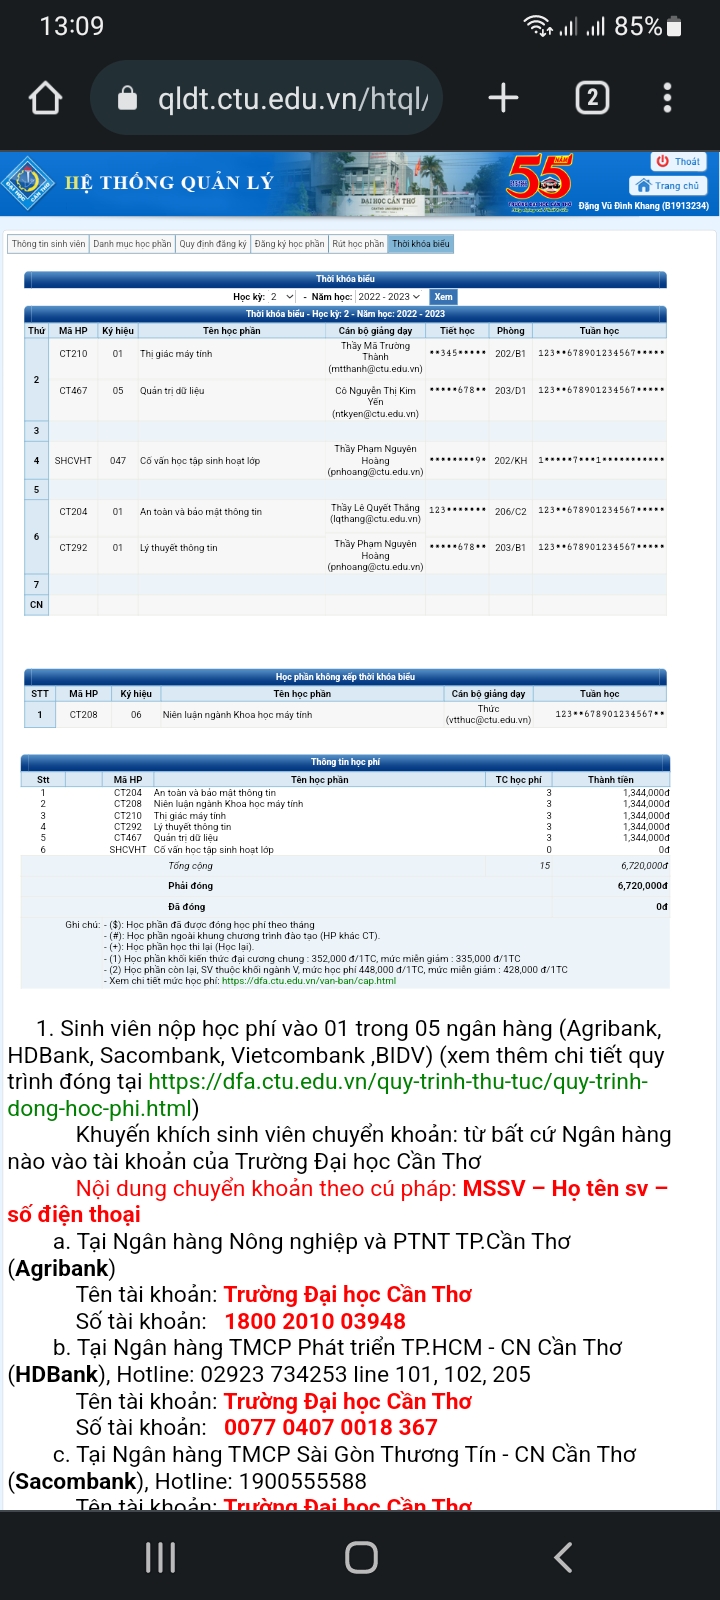 13:09
85%
qldt.ctu.edu.vn/htql/
2
HỆ THỐNG QUẢN LÝ
ĐẠI HỌC CẦN THƠ
55 NĂM
Thoát
Trang chủ
Đặng Vũ Đình Khang (B1913234)
Thông tin sinh viên Danh mục học phần Quy định đăng ký Đăng ký học phần Rút học phần Thời khóa biểu
Thời khóa biểu
Học kỳ: 2 - Năm học: 2022 - 2023 Xem
Thời khóa biểu - Học kỳ: 2 - Năm học: 2022 - 2023
Thứ Mã HP Ký hiệu Tên học phần Cán bộ giảng dạy Tiết học Phòng Tuần học
2 CT210 01 Thị giác máy tính Thầy Mã Trường Thành (mtthanh@ctu.edu.vn) **345***** 202/B1 123**678901234567*****
CT467 05 Quản trị dữ liệu Cô Nguyễn Thị Kim Yến (ntkyen@ctu.edu.vn) *****678** 203/D1 123**678901234567*****
3
4 SHCVHT 047 Cố vấn học tập sinh hoạt lớp Thầy Phạm Nguyên Hoàng (pnhoang@ctu.edu.vn) ********9* 202/KH 1*****7***1***********
5
6 CT204 01 An toàn và bảo mật thông tin Thầy Lê Quyết Thắng (lqthang@ctu.edu.vn) 123******* 206/C2 123**678901234567*****
CT292 01 Lý thuyết thông tin Thầy Phạm Nguyên Hoàng (pnhoang@ctu.edu.vn) *****678** 203/B1 123**678901234567*****
7
CN
Học phần không xếp thời khóa biểu
STT Mã HP Ký hiệu Tên học phần Cán bộ giảng dạy Tuần học
1 CT208 06 Niên luận ngành Khoa học máy tính Thức (vtthuc@ctu.edu.vn) 123**678901234567**
Thông tin học phí
Stt Mã HP Tên học phần TC học phí Thành tiền
1 CT204 An toàn và bảo mật thông tin 3 1,344,000đ
2 CT208 Niên luận ngành Khoa học máy tính 3 1,344,000đ
3 CT210 Thị giác máy tính 3 1,344,000đ
4 CT292 Lý thuyết thông tin 3 1,344,000đ
5 CT467 Quản trị dữ liệu 3 1,344,000đ
6 SHCVHT Cố vấn học tập sinh hoạt lớp 0 0đ
Tổng cộng 15 6,720,000đ
Phải đóng 6,720,000đ
Đã đóng 0đ
Ghi chú: - ($): Học phần đã được đóng học phí theo tháng
- (#): Học phần ngoài khung chương trình đào tạo (HP khác CT).
- (+): Học phần học thi lại (Học lại).
- (1) Học phần khối kiến thức đại cương chung : 352,000 đ/1TC, mức miễn giảm : 335,000 đ/1TC
- (2) Học phần còn lại, SV thuộc khối ngành V, mức học phí 448,000 đ/1TC, mức miễn giảm : 428,000 đ/1TC
- Xem chi tiết mức học phí: https://dfa.ctu.edu.vn/van-ban/cap.html
1. Sinh viên nộp học phí vào 01 trong 05 ngân hàng (Agribank,
HDBank, Sacombank, Vietcombank ,BIDV) (xem thêm chi tiết quy
trình đóng tại https://dfa.ctu.edu.vn/quy-trinh-thu-tuc/quy-trinh-
dong-hoc-phi.html)
Khuyến khích sinh viên chuyển khoản: từ bất cứ Ngân hàng
nào vào tài khoản của Trường Đại học Cần Thơ
Nội dung chuyển khoản theo cú pháp: MSSV – Họ tên sv –
số điện thoại
a. Tại Ngân hàng Nông nghiệp và PTNT TP.Cần Thơ
(Agribank)
Tên tài khoản: Trường Đại học Cần Thơ
Số tài khoản: 1800 2010 03948
b. Tại Ngân hàng TMCP Phát triển TP.HCM - CN Cần Thơ
(HDBank), Hotline: 02923 734253 line 101, 102, 205
Tên tài khoản: Trường Đại học Cần Thơ
Số tài khoản: 0077 0407 0018 367
c. Tại Ngân hàng TMCP Sài Gòn Thương Tín - CN Cần Thơ
(Sacombank), Hotline: 1900555588
Tên tài khoản: Trường Đại học Cần Thơ